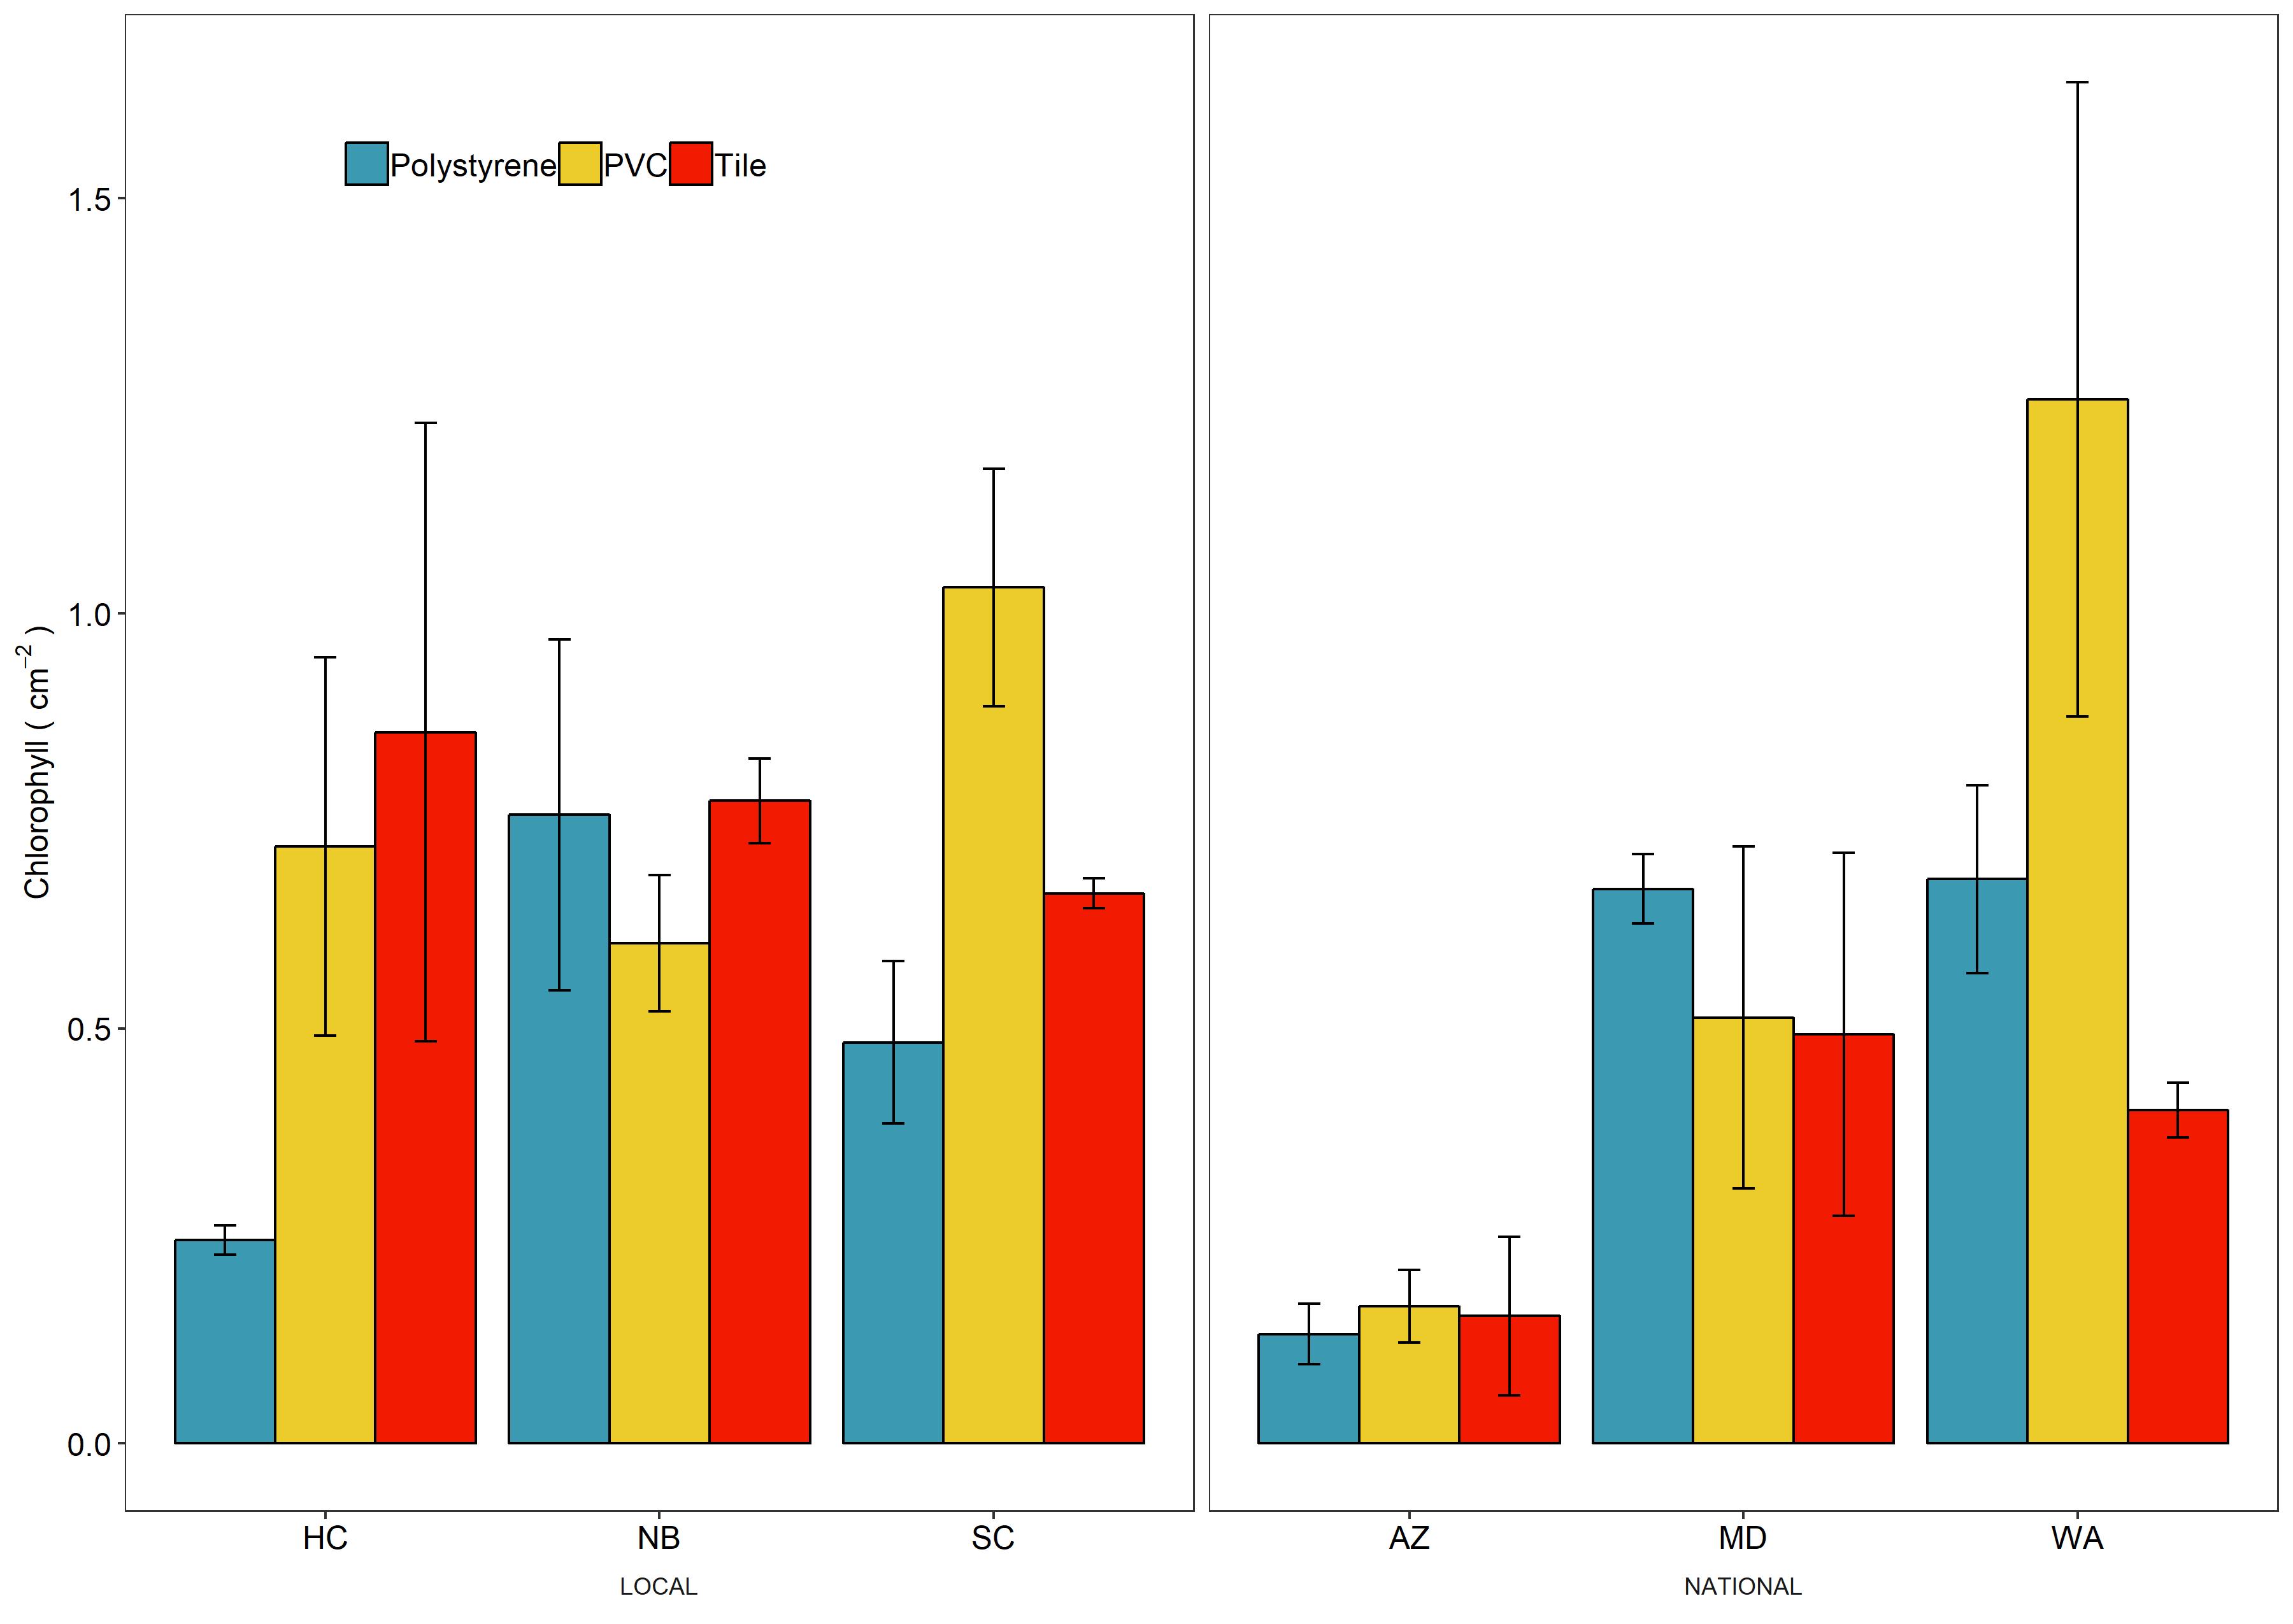 Polystyrene PVC Tile
1.5
1.0
0.5
0.0
Chlorophyll ( cm⁻² )
HC NB SC AZ MD WA
LOCAL NATIONAL